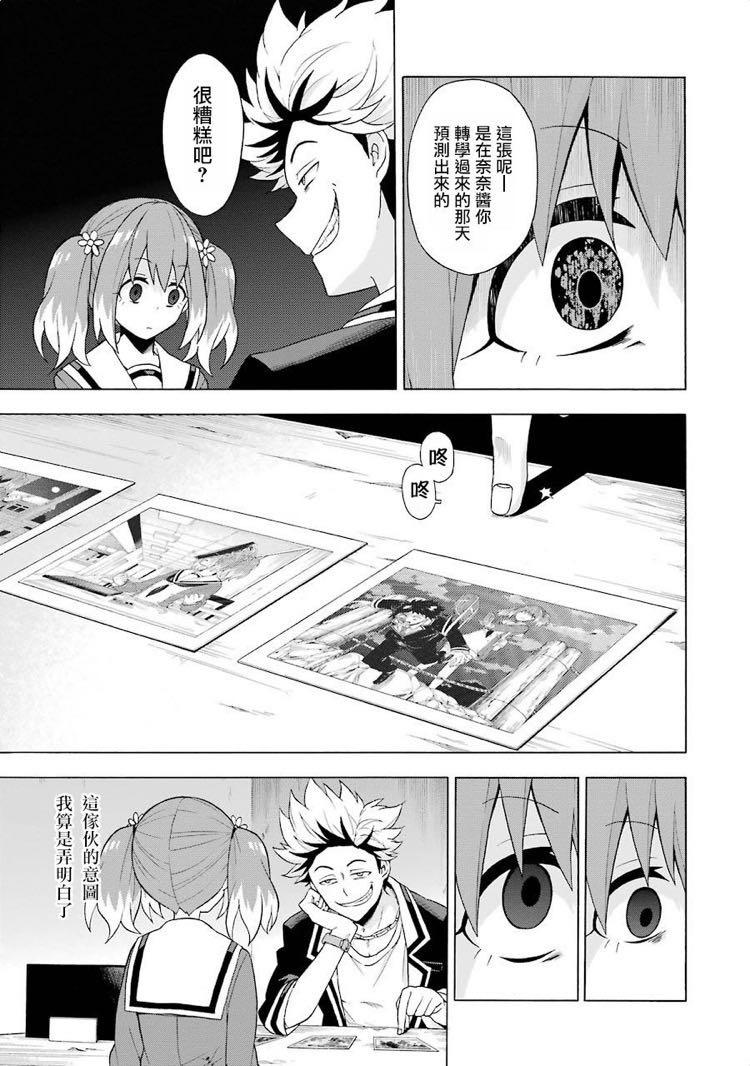 這張呢—
是在奈奈醬你
轉學過來的那天
預測出來的
很糟糕吧？
咚
咚
這傢伙的意圖
我算是弄明白了